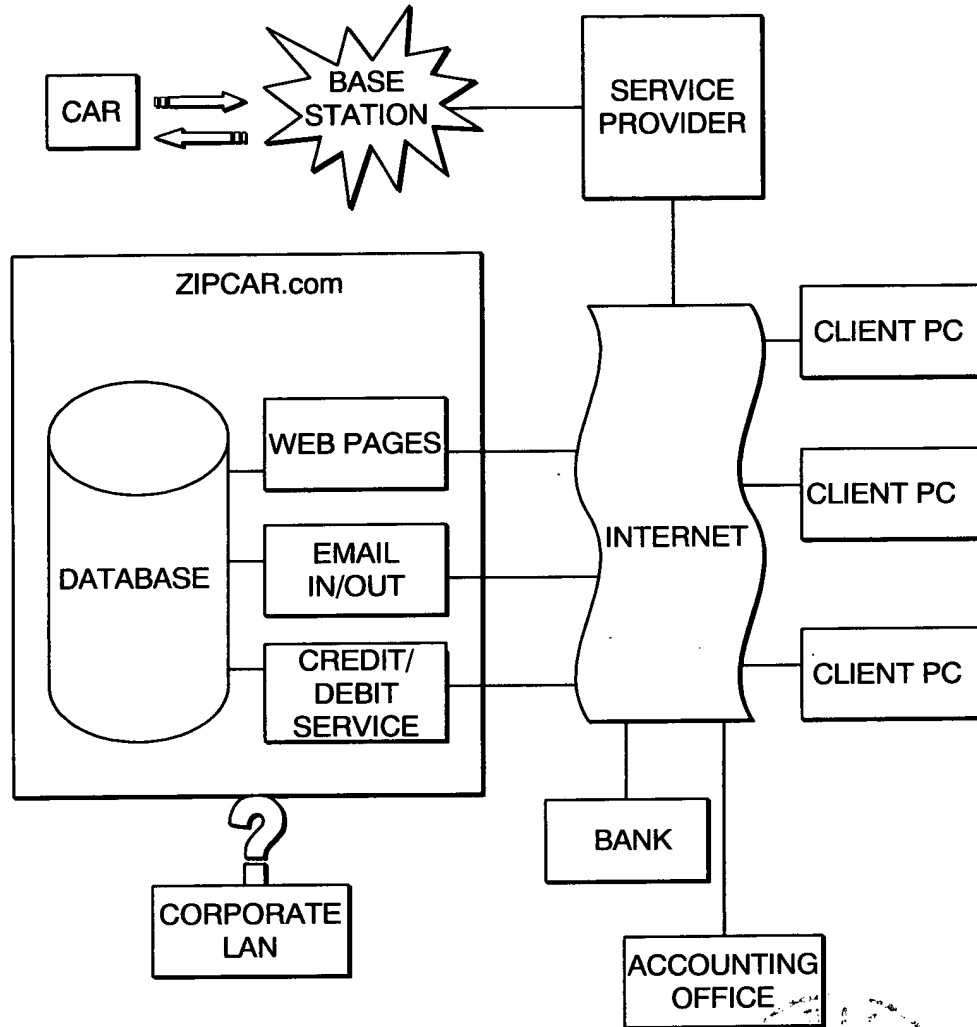 CAR
BASE
STATION
SERVICE
PROVIDER
ZIPCAR.com
CLIENT PC
WEB PAGES
CLIENT PC
INTERNET
EMAIL
IN/OUT
DATABASE
CREDIT/
DEBIT
SERVICE
CLIENT PC
BANK
?
CORPORATE
LAN
ACCOUNTING
OFFICE